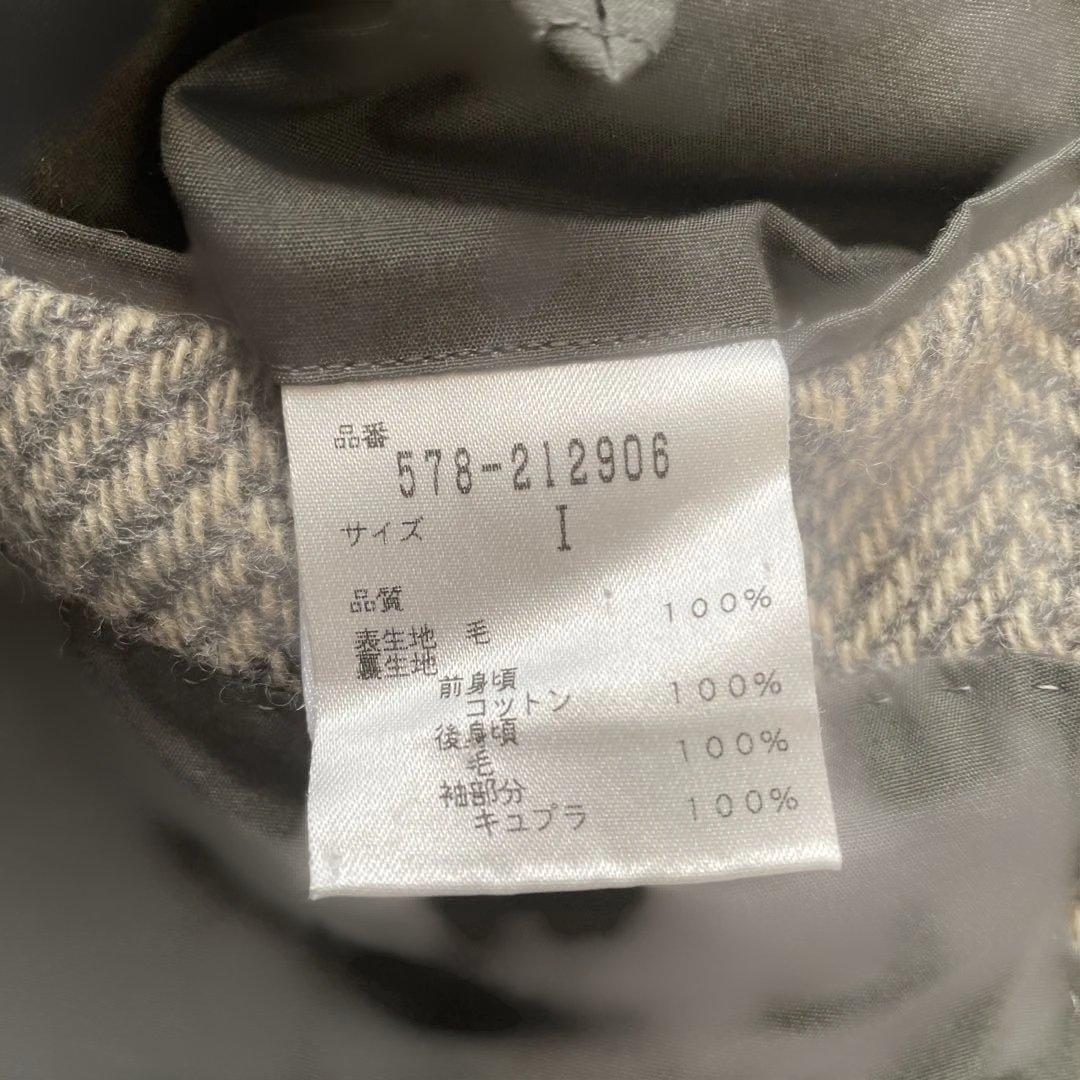 品番
578-212906
サイズ I
品質
表生地 毛 100%
裏生地
前身頃
コットン 100%
後身頃
毛 100%
袖部分
キュプラ 100%